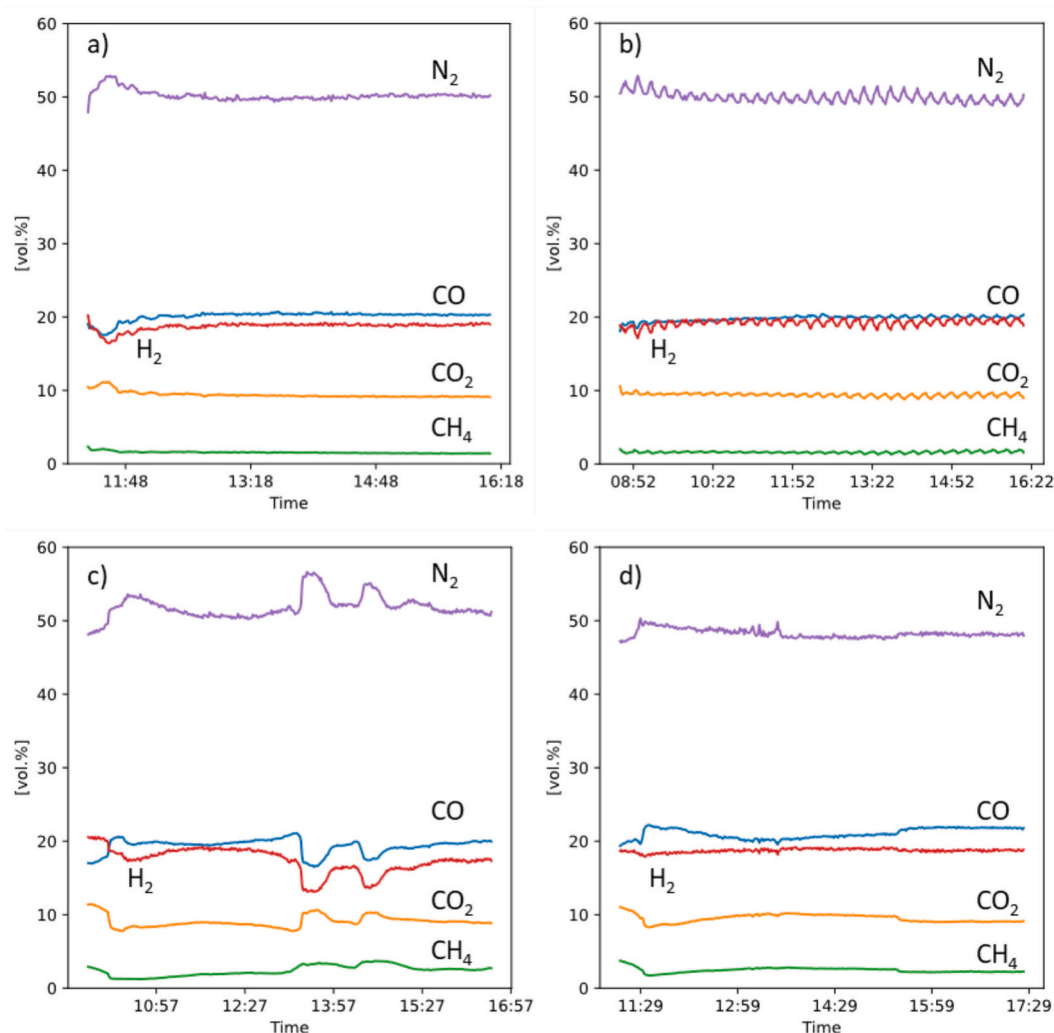 a)
N₂
CO
H₂
CO₂
CH₄
60
50
40
30
20
10
0
[vol.%]
11:48 13:18 14:48 16:18
Time
b)
N₂
CO
H₂
CO₂
CH₄
60
50
40
30
20
10
0
[vol.%]
08:52 10:22 11:52 13:22 14:52 16:22
Time
c)
N₂
CO
H₂
CO₂
CH₄
60
50
40
30
20
10
0
[vol.%]
10:57 12:27 13:57 15:27 16:57
Time
d)
N₂
CO
H₂
CO₂
CH₄
60
50
40
30
20
10
0
[vol.%]
11:29 12:59 14:29 15:59 17:29
Time